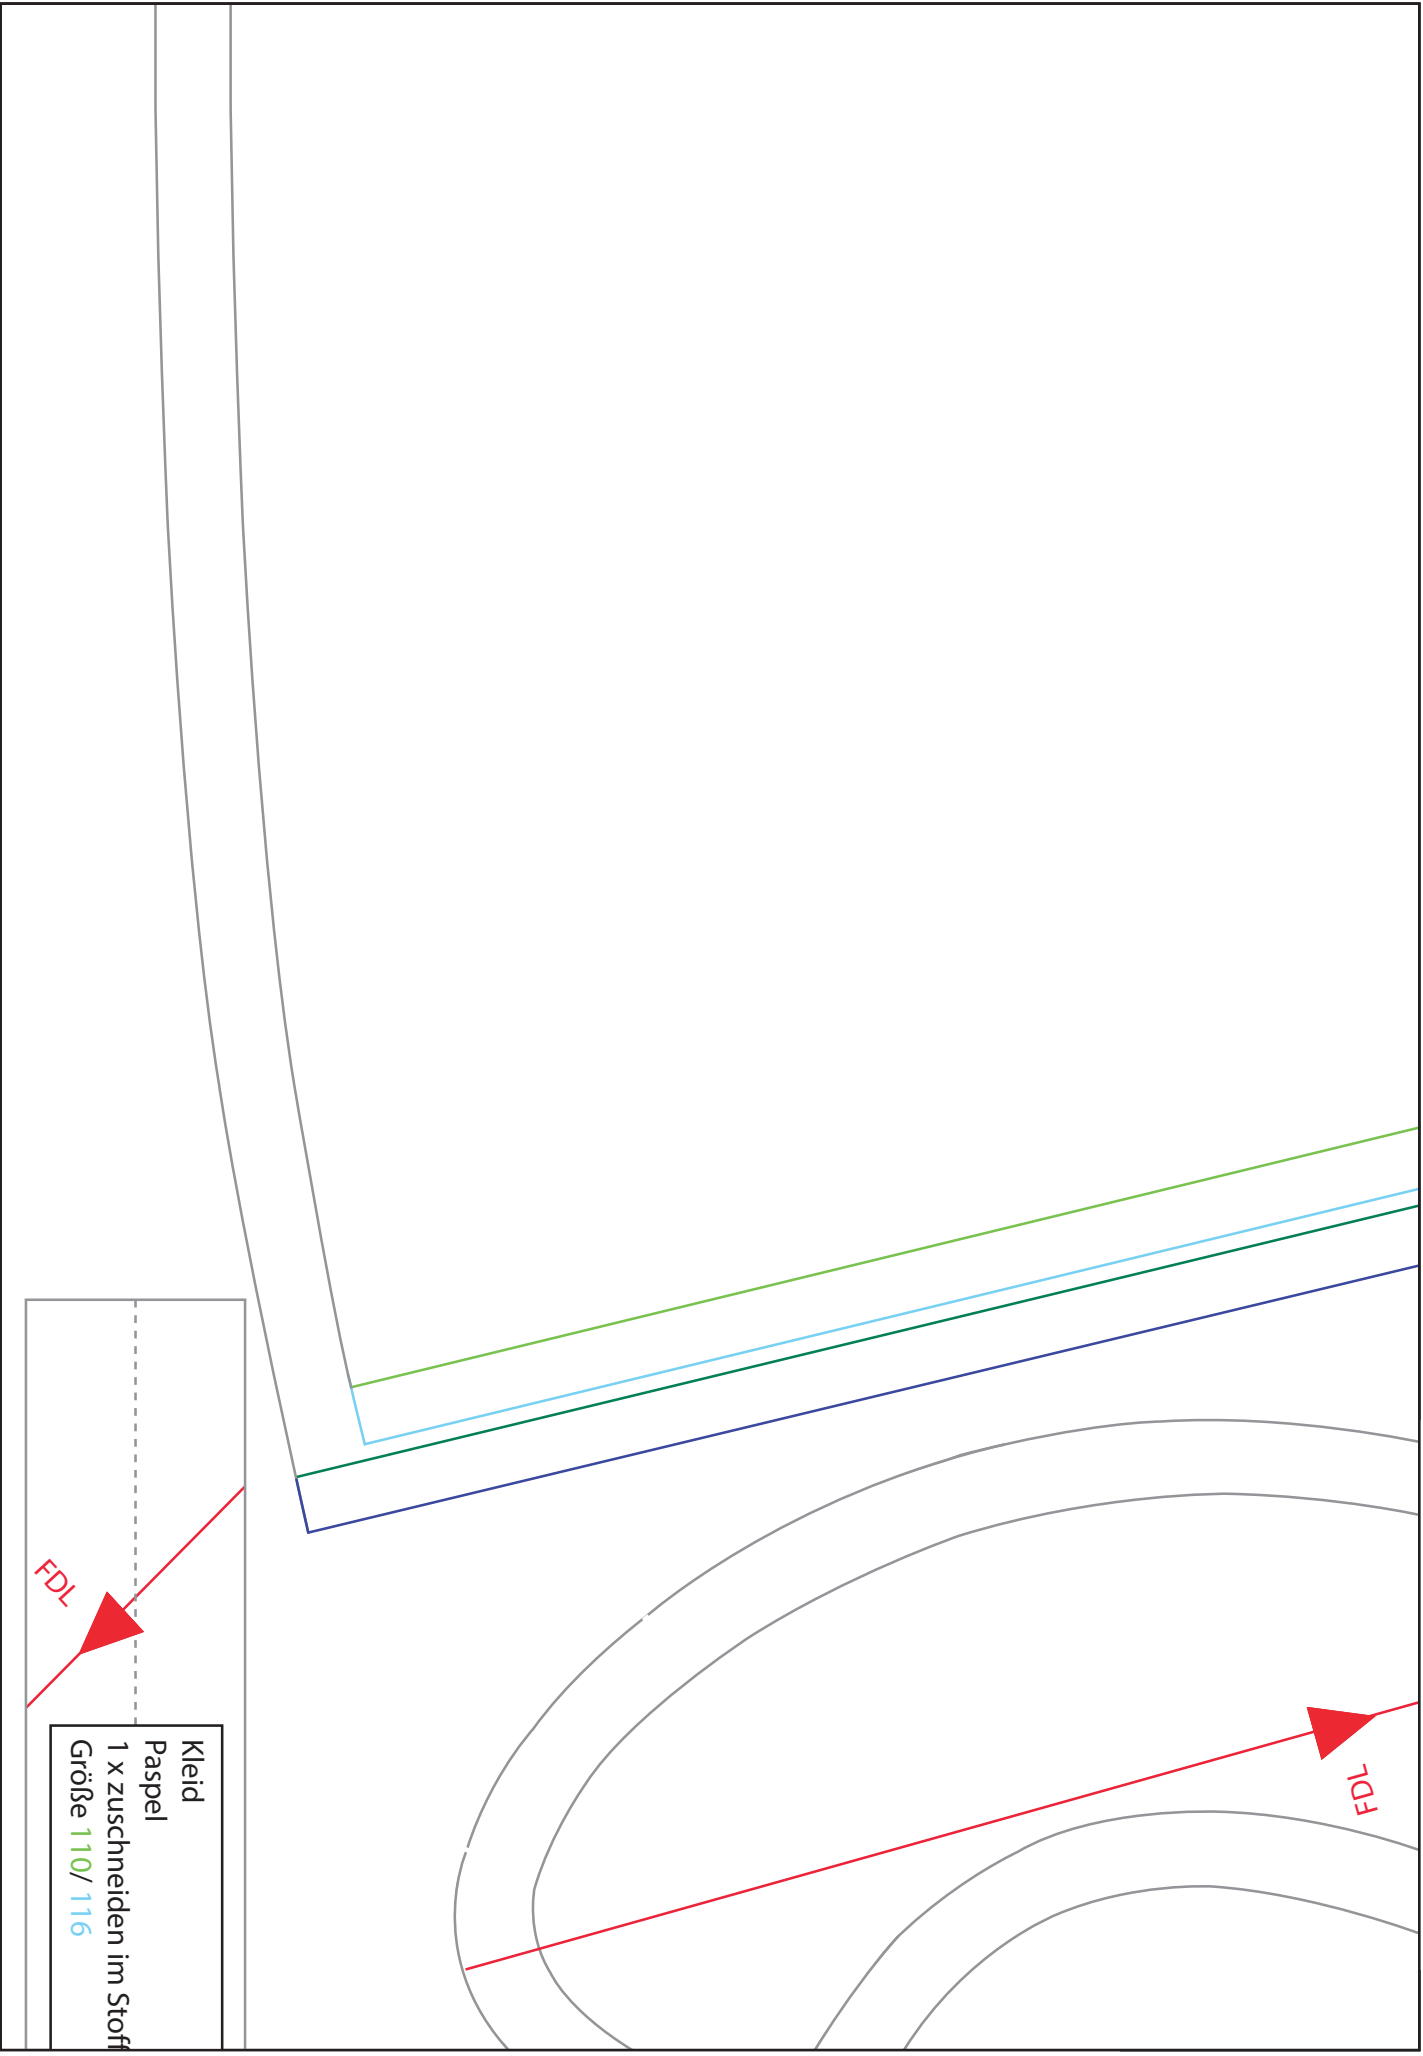 Kleid
Paspel
1 x zuschneiden im Stoff
Größe 110/ 116
FDL
FDL